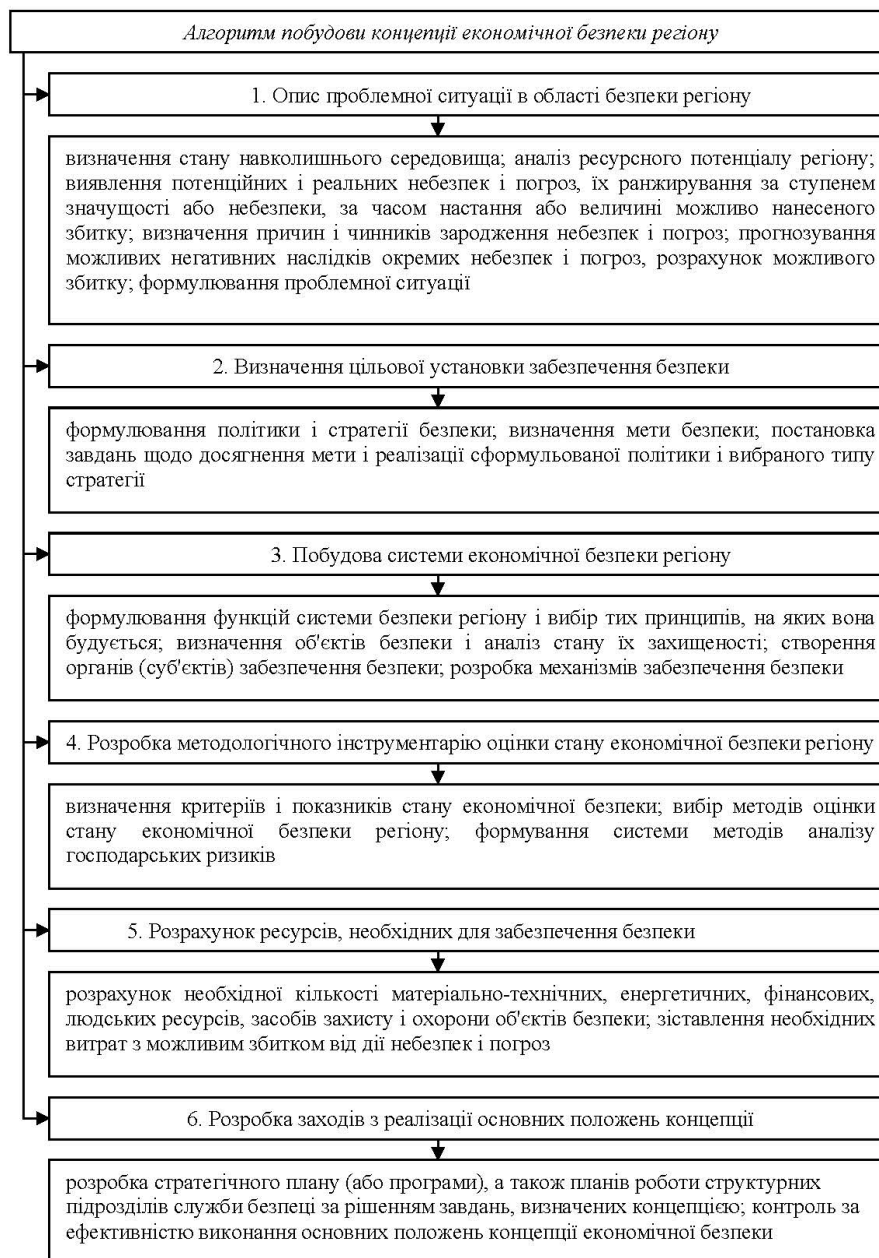 Алгоритм побудови концепції економічної безпеки регіону
1. Опис проблемної ситуації в області безпеки регіону
визначення стану навколишнього середовища; аналіз ресурсного потенціалу регіону;
виявлення потенційних і реальних небезпек і погроз, їх ранжирування за ступенем
значущості або небезпеки, за часом настання або величині можливо нанесеного
збитку; визначення причин і чинників зародження небезпек і погроз; прогнозування
можливих негативних наслідків окремих небезпек і погроз, розрахунок можливого
збитку; формулювання проблемної ситуації
2. Визначення цільової установки забезпечення безпеки
формулювання політики і стратегії безпеки; визначення мети безпеки; постановка
завдань щодо досягнення мети і реалізації сформульованої політики і вибраного типу
стратегії
3. Побудова системи економічної безпеки регіону
формулювання функцій системи безпеки регіону і вибір тих принципів, на яких вона
будується; визначення об'єктів безпеки і аналіз стану їх захищеності; створення
органів (суб'єктів) забезпечення безпеки; розробка механізмів забезпечення безпеки
4. Розробка методологічного інструментарію оцінки стану економічної безпеки регіону
визначення критеріїв і показників стану економічної безпеки; вибір методів оцінки
стану економічної безпеки регіону; формування системи методів аналізу
господарських ризиків
5. Розрахунок ресурсів, необхідних для забезпечення безпеки
розрахунок необхідної кількості матеріально-технічних, енергетичних, фінансових,
людських ресурсів, засобів захисту і охорони об'єктів безпеки; зіставлення необхідних
витрат з можливим збитком від дії небезпек і погроз
6. Розробка заходів з реалізації основних положень концепції
розробка стратегічного плану (або програми), а також планів роботи структурних
підрозділів служби безпеці за рішенням завдань, визначених концепцією; контроль за
ефективністю виконання основних положень концепції економічної безпеки